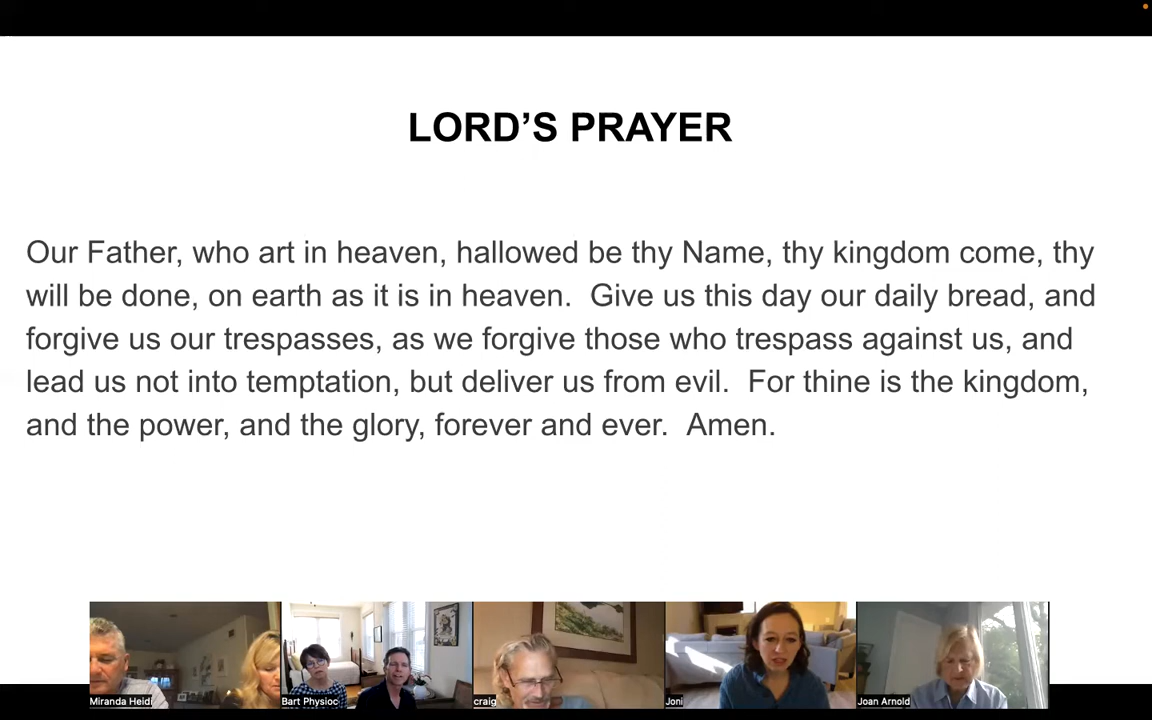 LORD’S PRAYER
Our Father, who art in heaven, hallowed be thy Name, thy kingdom come, thy
will be done, on earth as it is in heaven.  Give us this day our daily bread, and
forgive us our trespasses, as we forgive those who trespass against us, and
lead us not into temptation, but deliver us from evil.  For thine is the kingdom,
and the power, and the glory, forever and ever.  Amen.
Miranda Heidi
Bart Physioc
craig
Joni
Joan Arnold